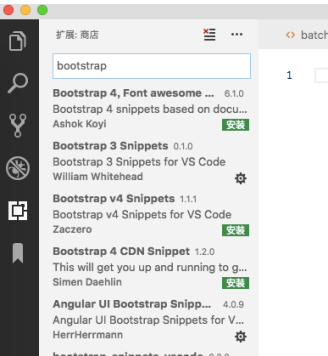 扩展: 商店
batch
bootstrap
1
Bootstrap 4, Font awesome ... 6.1.0
Bootstrap 4 snippets based on docu...
Ashok Koyi 安装
Bootstrap 3 Snippets 0.1.0
Bootstrap 3 Snippets for VS Code
William Whitehead
Bootstrap v4 Snippets 1.1.1
Bootstrap v4 Snippets for VS Code
Zaczero 安装
Bootstrap 4 CDN Snippet 1.2.0
This will get you up and running to g...
Simen Daehlin 安装
Angular UI Bootstrap Snipp... 4.0.9
Angular UI Bootstrap Snippets for V...
HerrHerrmann